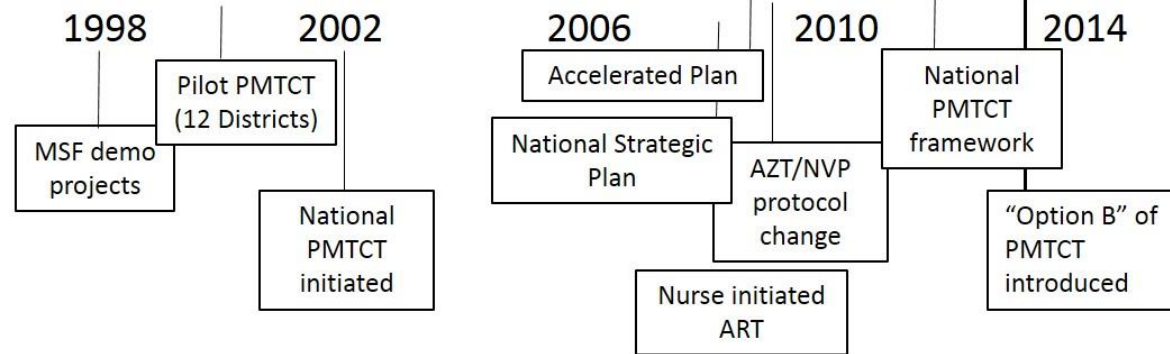 1998
2002
2006
2010
2014
Pilot PMTCT
(12 Districts)
MSF demo
projects
National
PMTCT
initiated
Accelerated Plan
National Strategic
Plan
AZT/NVP
protocol
change
Nurse initiated
ART
National
PMTCT
framework
“Option B” of
PMTCT
introduced